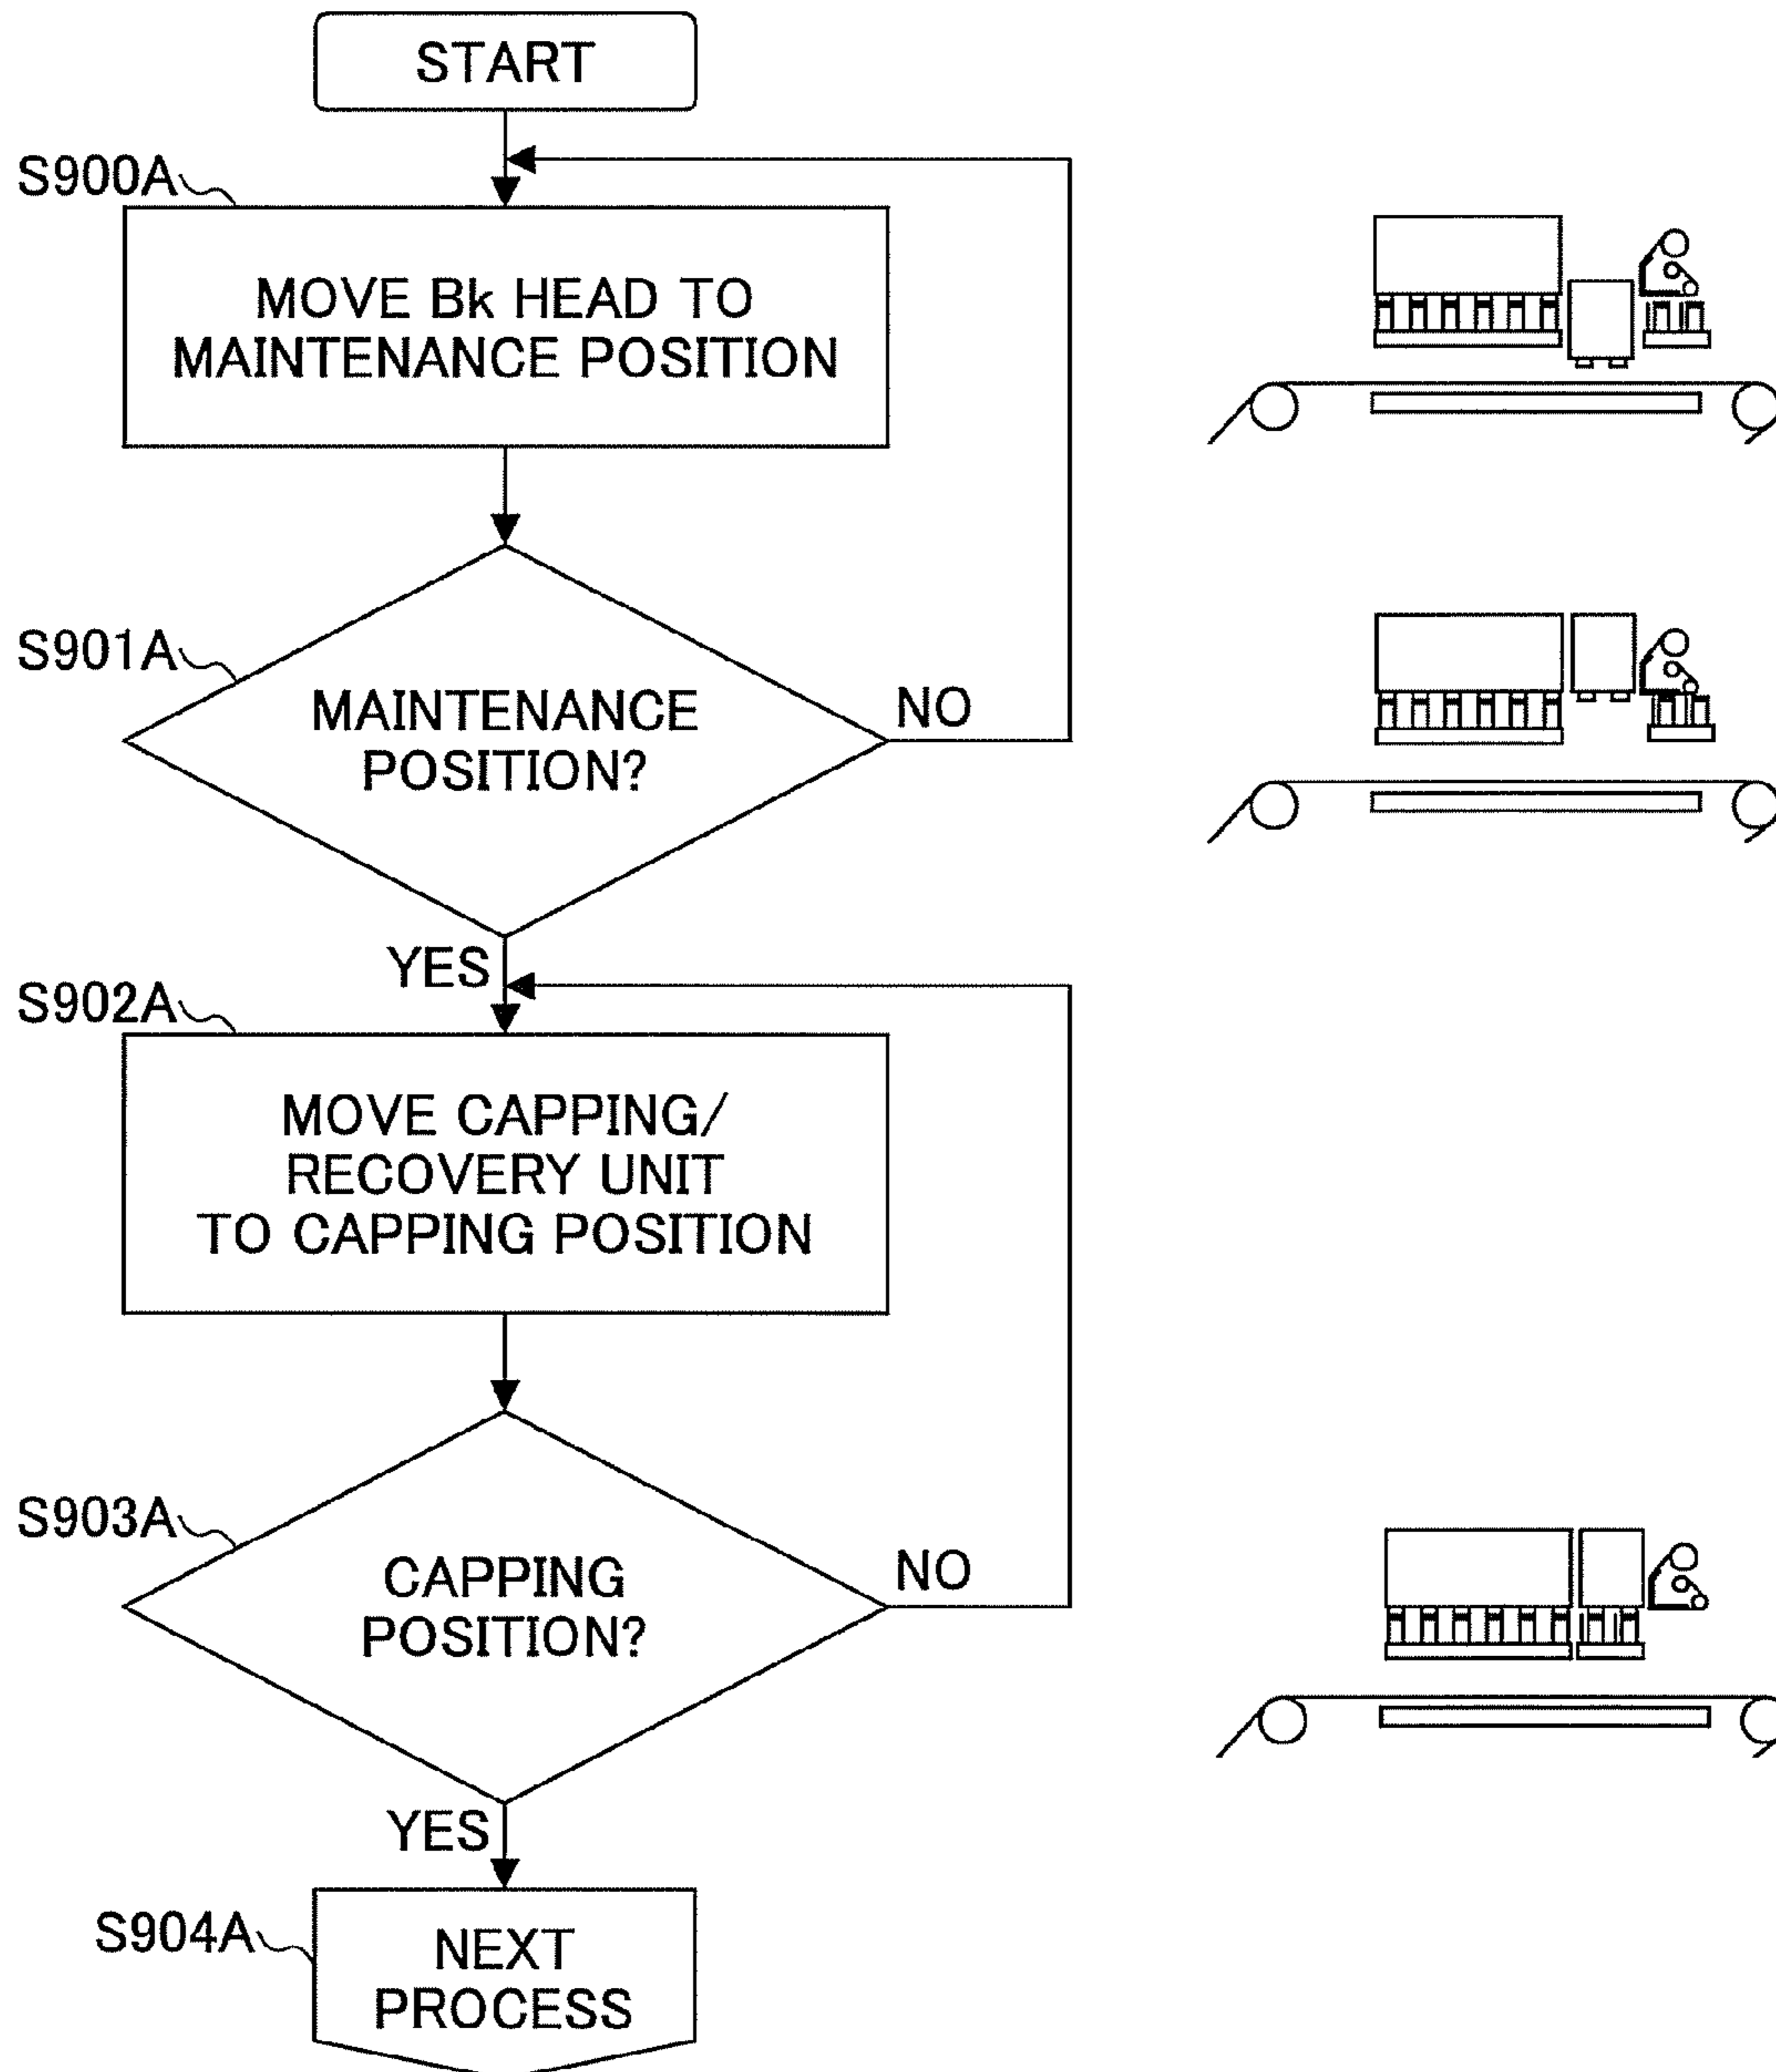 START
S900A
MOVE Bk HEAD TO
MAINTENANCE POSITION
S901A
MAINTENANCE
POSITION?
NO
YES
S902A
MOVE CAPPING/
RECOVERY UNIT
TO CAPPING POSITION
S903A
CAPPING
POSITION?
NO
YES
S904A
NEXT
PROCESS